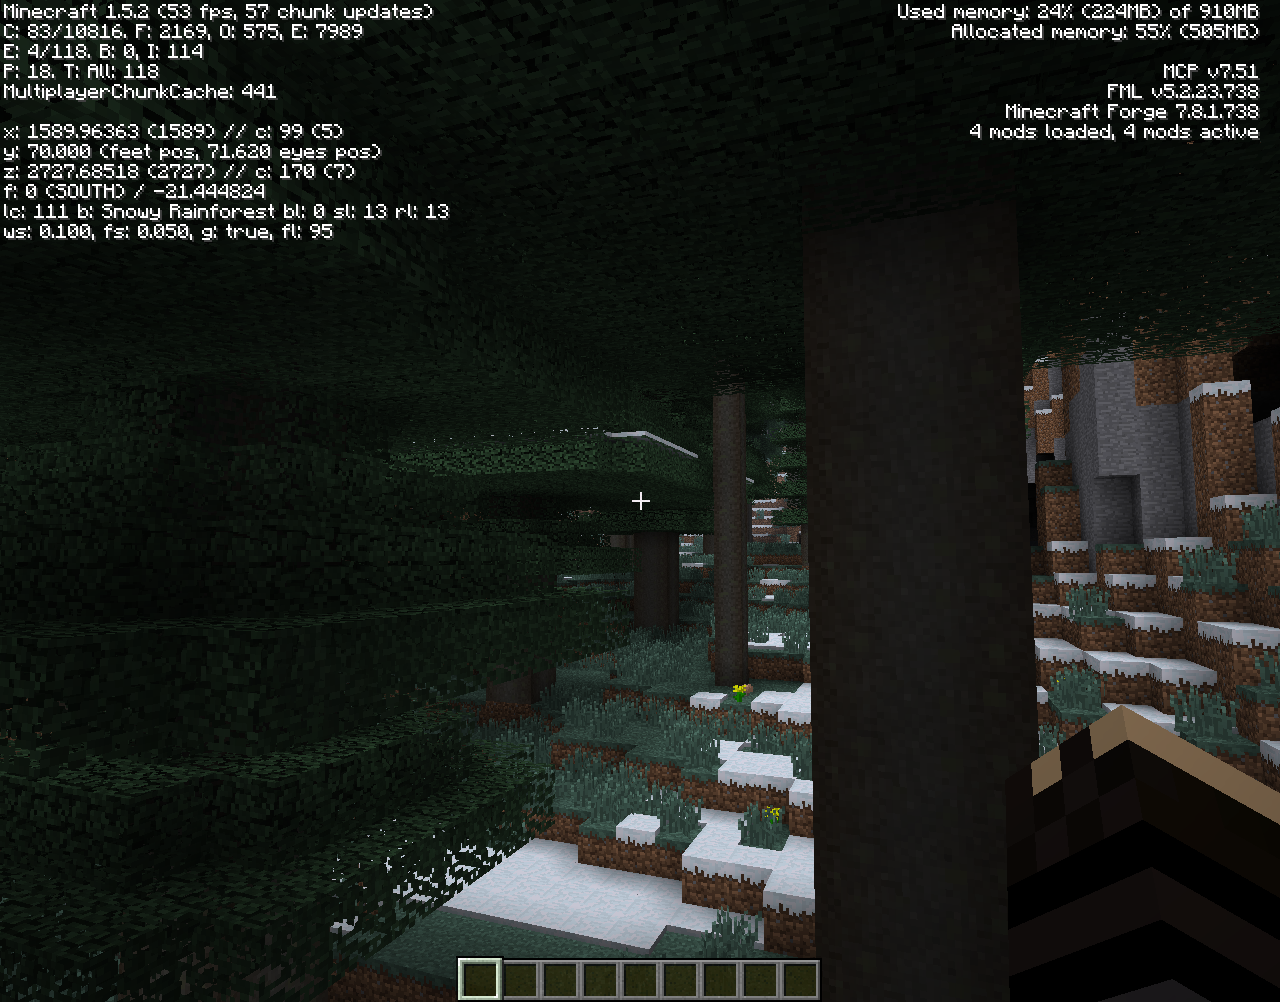 Minecraft 1.5.2 (53 fps, 57 chunk updates)
C: 83/10816. F: 2169, O: 575, E: 7989
E: 4/118. B: 0, I: 114
P: 18. T: All: 118
MultiplayerChunkCache: 441
x: 1589.96363 (1589) // c: 99 (5)
y: 70.000 (feet pos, 71.620 eyes pos)
z: 2727.68518 (2727) // c: 170 (7)
f: 0 (SOUTH) / -21.444824
lc: 111 b: Snowy Rainforest bl: 0 sl: 13 rl: 13
ws: 0.100, fs: 0.050, g: true, fl: 95
Used memory: 24% (224MB) of 910MB
Allocated memory: 55% (505MB)
MCP v7.51
FML v5.2.23.738
Minecraft Forge 7.8.1.738
4 mods loaded, 4 mods active